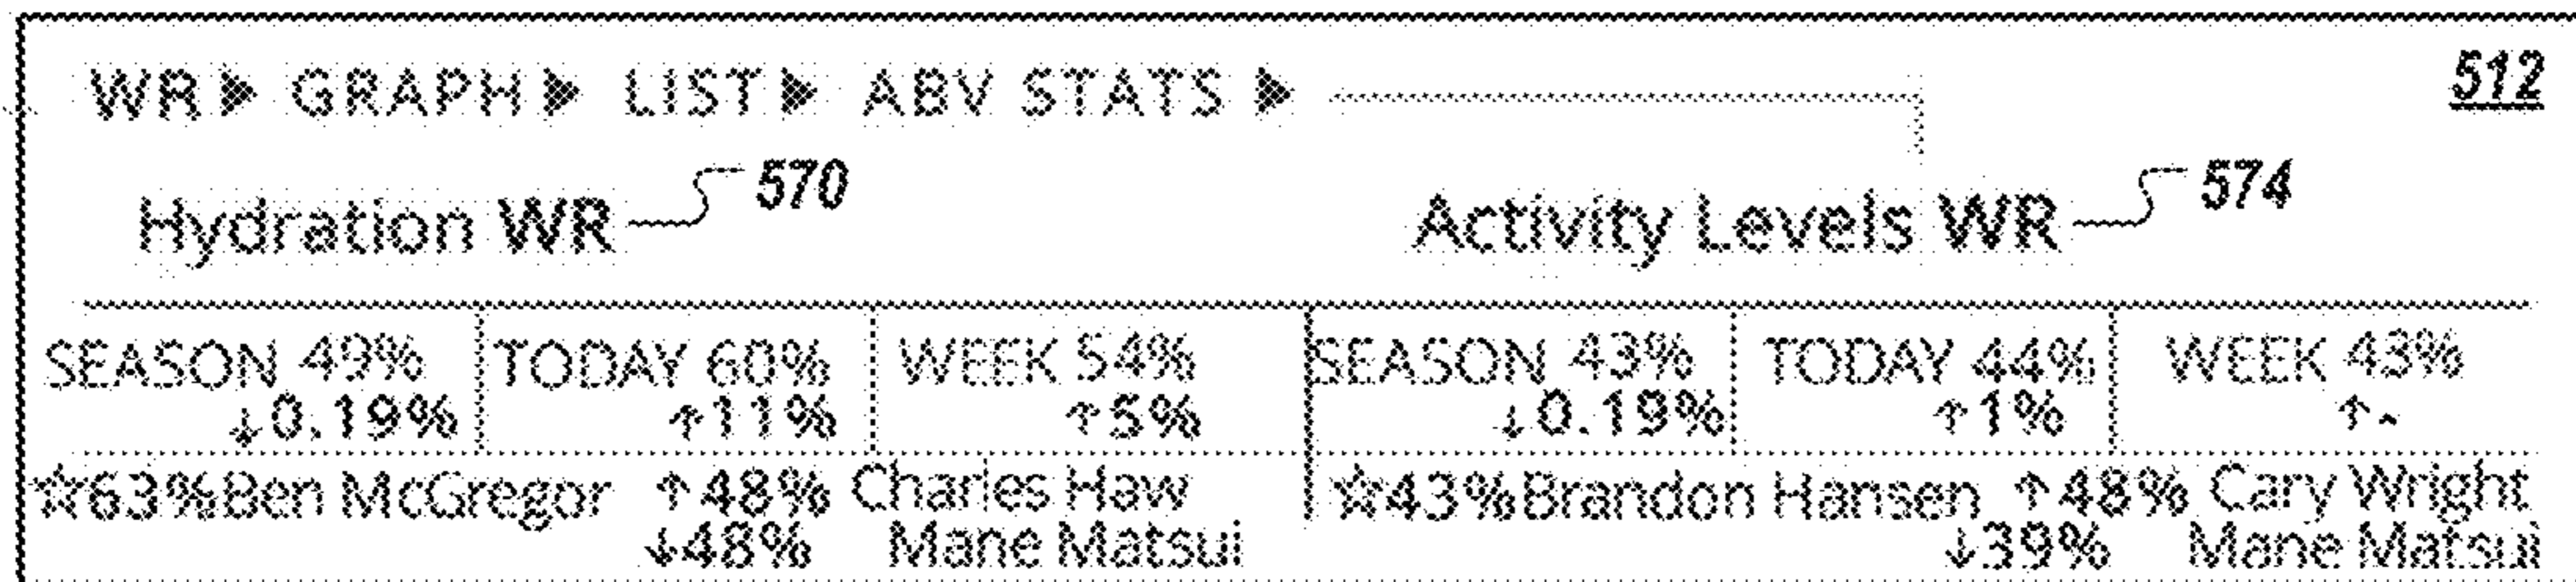 WR▶ GRAPH▶ LIST▶ ABV STATS ▶ 512
Hydration WR 570 Activity Levels WR 574
SEASON 49% TODAY 60% WEEK 54% SEASON 43% TODAY 44% WEEK 43%
↓0.19% ↑11% ↑5% ↓0.19% ↑1% ↑-
☆63%Ben McGregor ↑48% Charles Haw ☆43%Brandon Hansen ↑48% Cary Wright
↓48% Mane Matsui ↓39% Mane Matsui